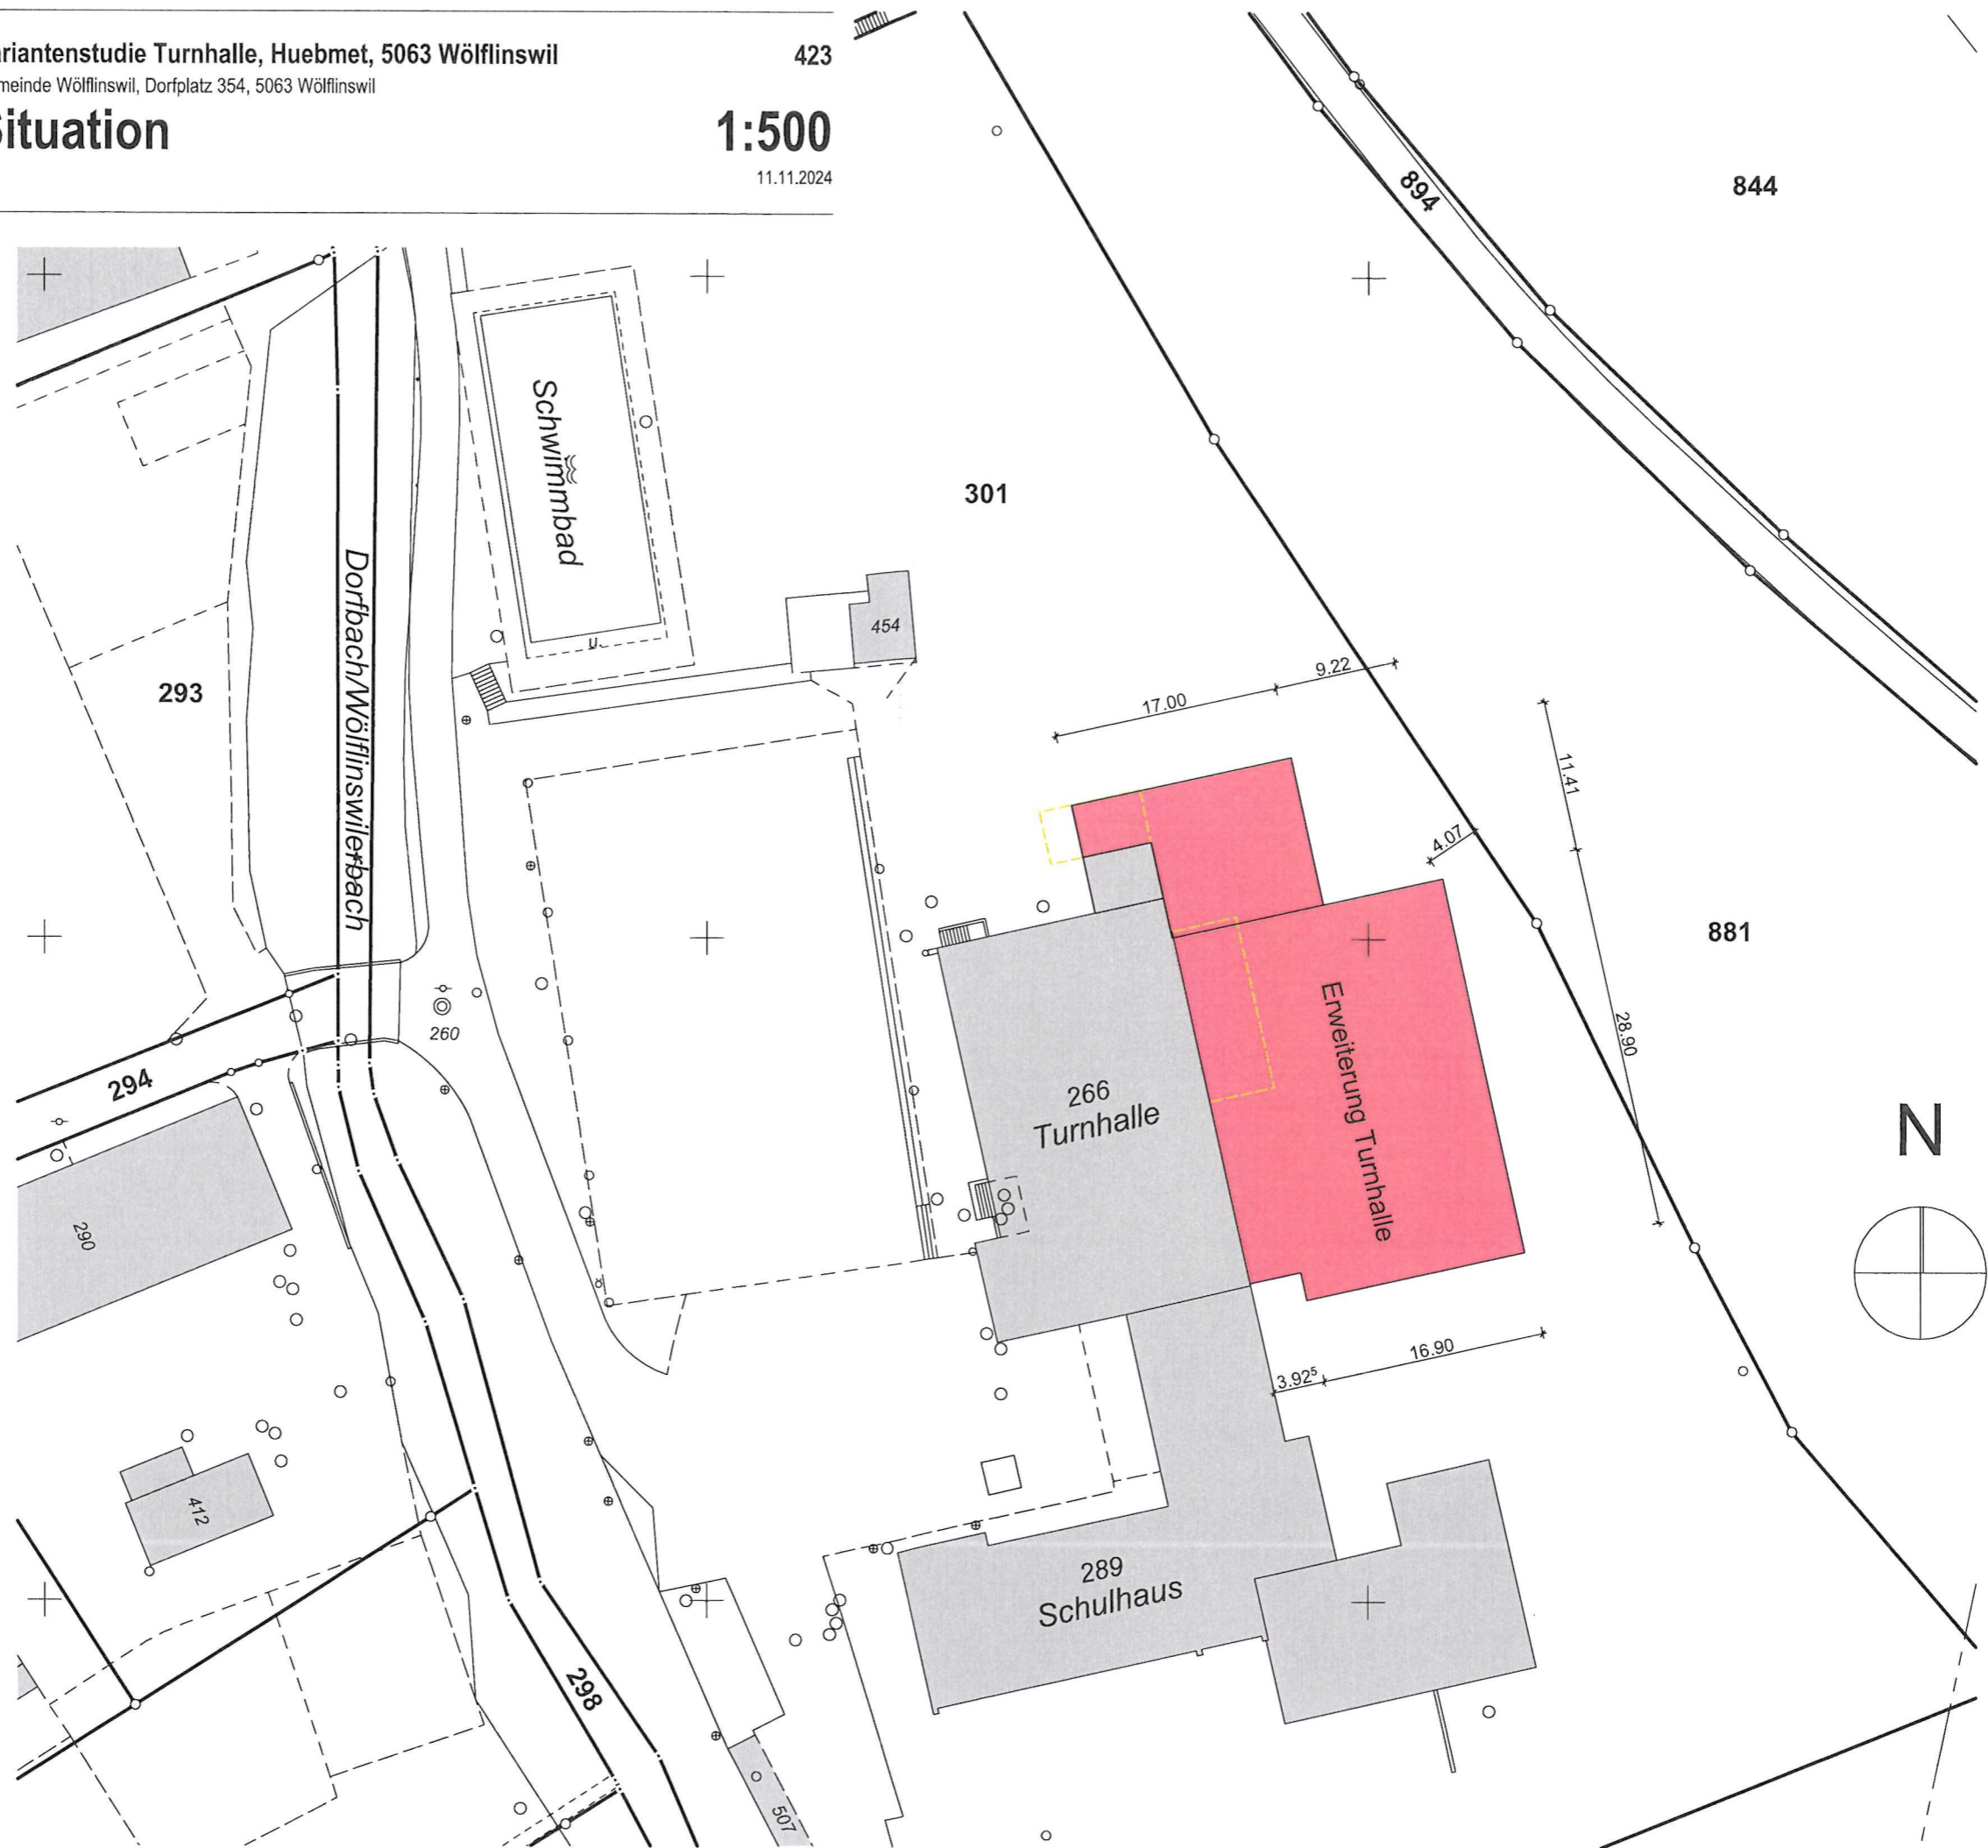 riantenstudie Turnhalle, Huebmet, 5063 Wölflinswil
423
meinde Wölflinswil, Dorfplatz 354, 5063 Wölflinswil
Situation
1:500
11.11.2024
894
844
Schwimmbad
301
Dorfbach/Wölflinswilerbach
454
u.
293
9.22
17.00
11.41
4.07
881
260
28.90
294
266
Turnhalle
Erweiterung Turnhalle
N
290
16.90
3.92⁵
412
289
Schulhaus
298
507